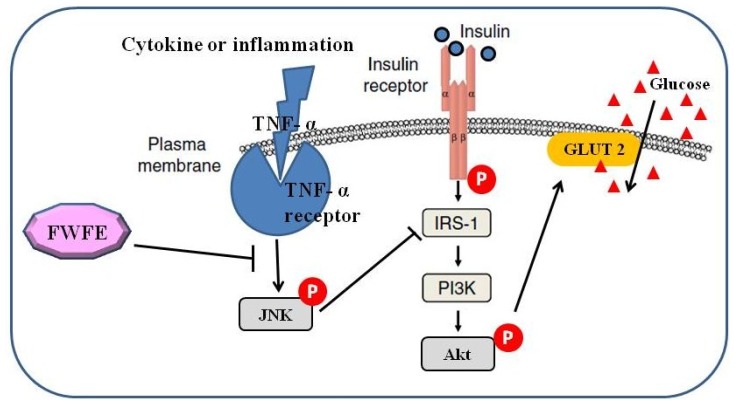 Cytokine or inflammation
Insulin
Insulin
receptor
Glucose
α α
TNF- α
Plasma
membrane
β β
GLUT 2
P
TNF- α
receptor
IRS-1
FWFE
PI3K
P
JNK
P
Akt